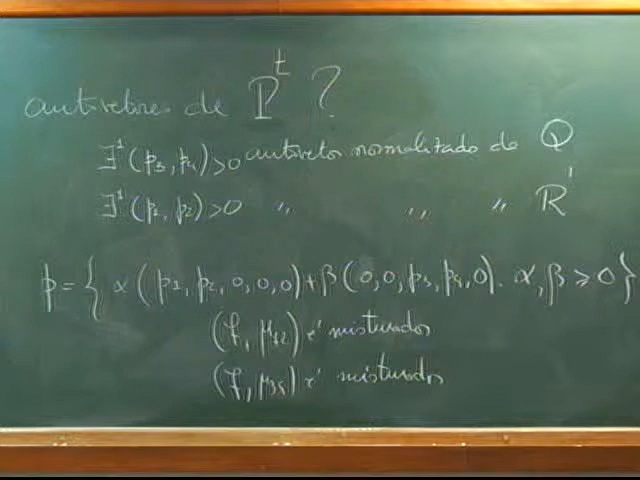 autovetores de P^t ?
∃¹ (p₃, p₄) > 0 autovetor normalizado de Q
∃¹ (p₁, p₂) > 0 " " " R
p = { α (p₁, p₂, 0, 0, 0) + β (0, 0, p₃, p₄, 0). α, β ≥ 0 }
(f, μ₁₂) e' misturador
(f, μ₃₄) e' misturador